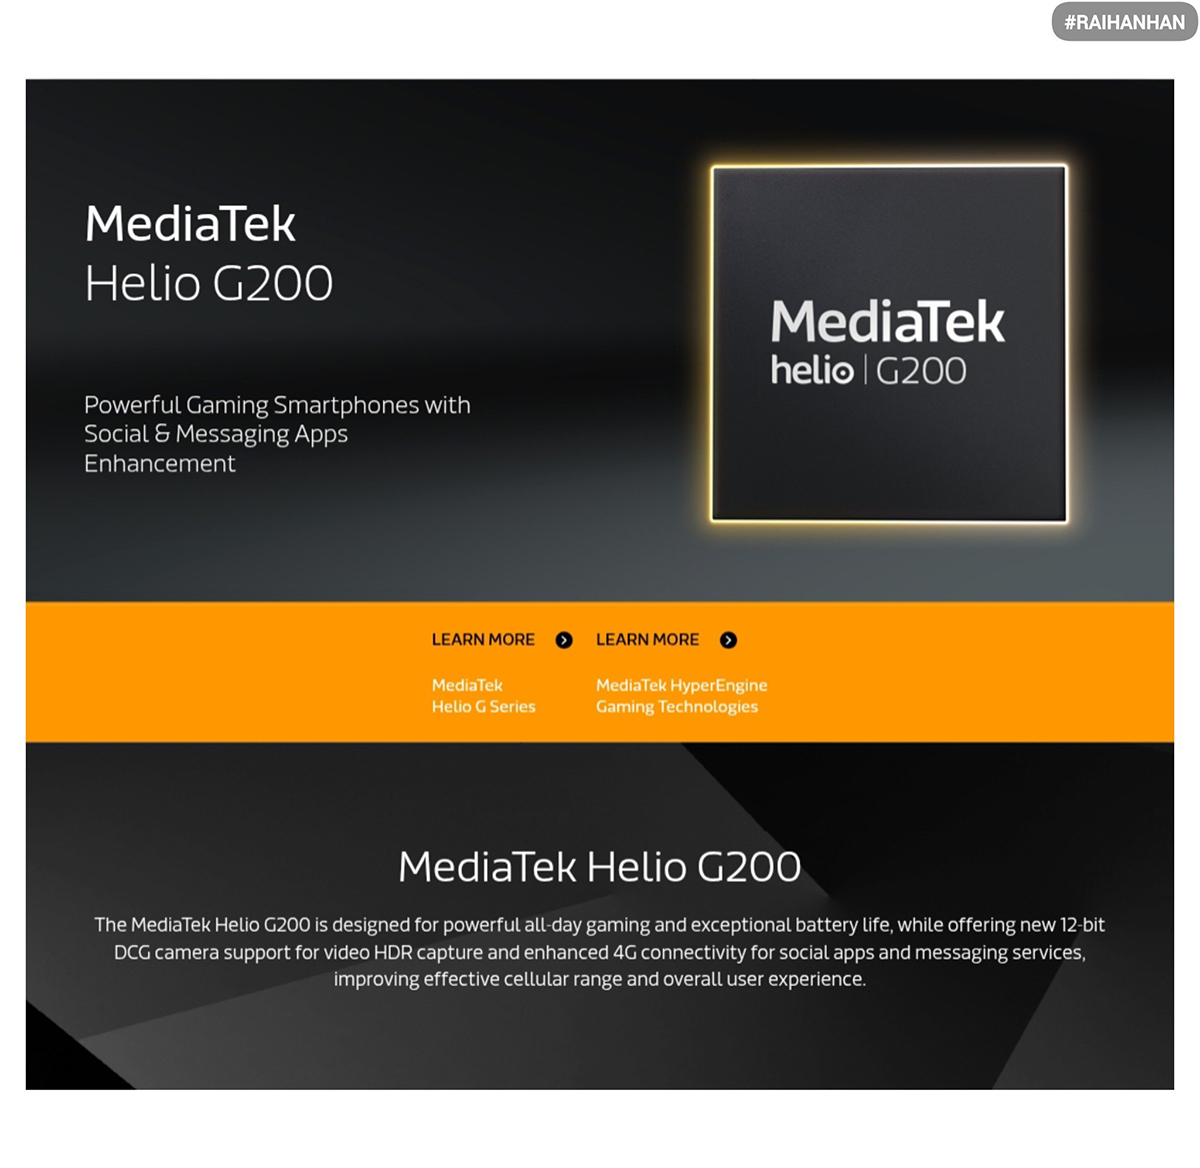 #RAIHANHAN
MediaTek
Helio G200
Powerful Gaming Smartphones with
Social & Messaging Apps
Enhancement
MediaTek
helio | G200
LEARN MORE
MediaTek
Helio G Series
LEARN MORE
MediaTek HyperEngine
Gaming Technologies
MediaTek Helio G200
The MediaTek Helio G200 is designed for powerful all-day gaming and exceptional battery life, while offering new 12-bit
DCG camera support for video HDR capture and enhanced 4G connectivity for social apps and messaging services,
improving effective cellular range and overall user experience.